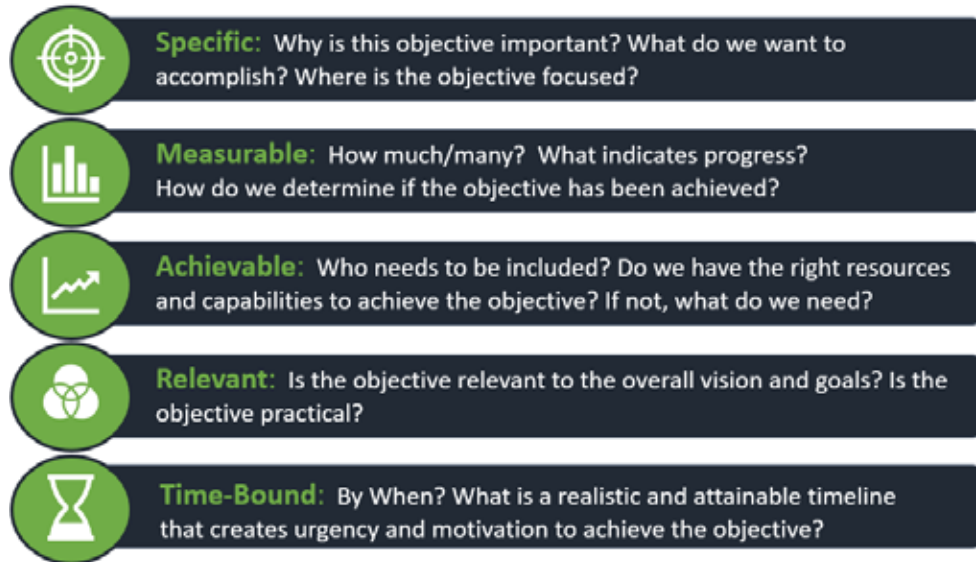 Specific: Why is this objective important? What do we want to
accomplish? Where is the objective focused?
Measurable: How much/many? What indicates progress?
How do we determine if the objective has been achieved?
Achievable: Who needs to be included? Do we have the right resources
and capabilities to achieve the objective? If not, what do we need?
Relevant: Is the objective relevant to the overall vision and goals? Is the
objective practical?
Time-Bound: By When? What is a realistic and attainable timeline
that creates urgency and motivation to achieve the objective?